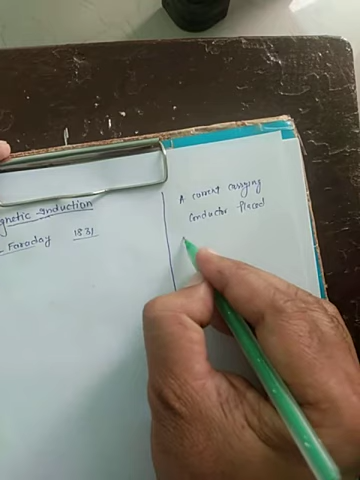 gnetic induction
Faraday 1831
A current carrying
conductor placed